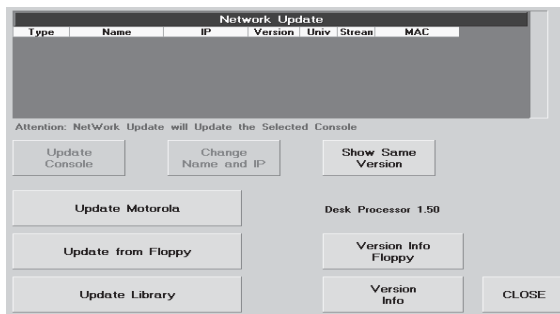 Network Update
Type Name IP Version Univ Stream MAC
Attention: NetWork Update will Update the Selected Console
Update Console
Change Name and IP
Show Same Version
Update Motorola
Desk Processor 1.50
Update from Floppy
Version Info Floppy
Update Library
Version Info
CLOSE